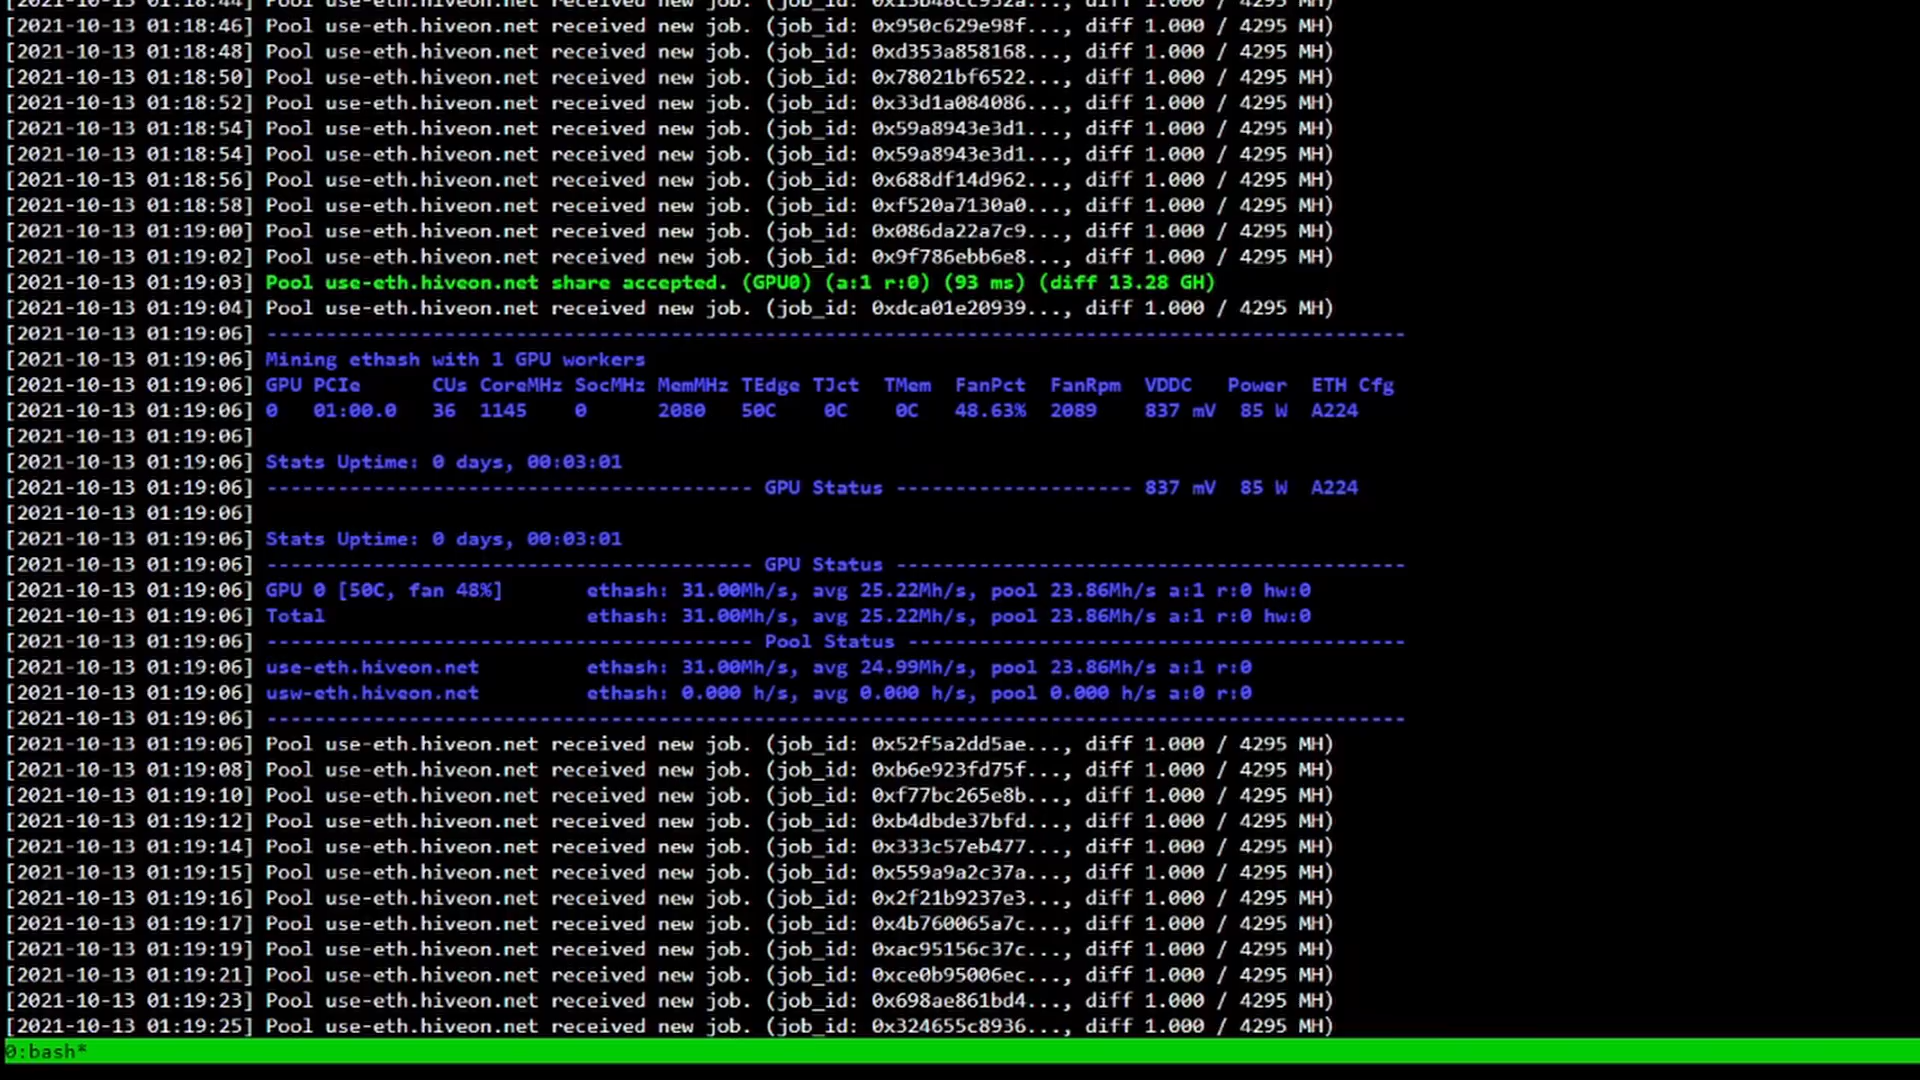 [2021-10-13 01:18:44] Pool use-eth.hiveon.net received new job. (job_id: 0x15b48cc952a..., diff 1.000 / 4295 MH)
[2021-10-13 01:18:46] Pool use-eth.hiveon.net received new job. (job_id: 0x950c629e98f..., diff 1.000 / 4295 MH)
[2021-10-13 01:18:48] Pool use-eth.hiveon.net received new job. (job_id: 0xd353a858168..., diff 1.000 / 4295 MH)
[2021-10-13 01:18:50] Pool use-eth.hiveon.net received new job. (job_id: 0x78021bf6522..., diff 1.000 / 4295 MH)
[2021-10-13 01:18:52] Pool use-eth.hiveon.net received new job. (job_id: 0x33d1a084086..., diff 1.000 / 4295 MH)
[2021-10-13 01:18:54] Pool use-eth.hiveon.net received new job. (job_id: 0x59a8943e3d1..., diff 1.000 / 4295 MH)
[2021-10-13 01:18:54] Pool use-eth.hiveon.net received new job. (job_id: 0x59a8943e3d1..., diff 1.000 / 4295 MH)
[2021-10-13 01:18:56] Pool use-eth.hiveon.net received new job. (job_id: 0x688df14d962..., diff 1.000 / 4295 MH)
[2021-10-13 01:18:58] Pool use-eth.hiveon.net received new job. (job_id: 0xf520a7130a0..., diff 1.000 / 4295 MH)
[2021-10-13 01:19:00] Pool use-eth.hiveon.net received new job. (job_id: 0x086da22a7c9..., diff 1.000 / 4295 MH)
[2021-10-13 01:19:02] Pool use-eth.hiveon.net received new job. (job_id: 0x9f786ebb6e8..., diff 1.000 / 4295 MH)
[2021-10-13 01:19:03] Pool use-eth.hiveon.net share accepted. (GPU0) (a:1 r:0) (93 ms) (diff 13.28 GH)
[2021-10-13 01:19:04] Pool use-eth.hiveon.net received new job. (job_id: 0xdca01e20939..., diff 1.000 / 4295 MH)
[2021-10-13 01:19:06] ------------------------------------------------------------------------------------------------
[2021-10-13 01:19:06] Mining ethash with 1 GPU workers
[2021-10-13 01:19:06] GPU PCIe CUs CoreMHz SocMHz MemMHz TEdge TJct TMem FanPct FanRpm VDDC Power ETH Cfg
[2021-10-13 01:19:06] 0 01:00.0 36 1145 0 2080 50C 0C 0C 48.63% 2089 837 mV 85 W A224
[2021-10-13 01:19:06]
[2021-10-13 01:19:06] Stats Uptime: 0 days, 00:03:01
[2021-10-13 01:19:06] ----------------------------------------- GPU Status -------------------- 837 mV 85 W A224
[2021-10-13 01:19:06]
[2021-10-13 01:19:06] Stats Uptime: 0 days, 00:03:01
[2021-10-13 01:19:06] ----------------------------------------- GPU Status -------------------------------------------
[2021-10-13 01:19:06] GPU 0 [50C, fan 48%] ethash: 31.00Mh/s, avg 25.22Mh/s, pool 23.86Mh/s a:1 r:0 hw:0
[2021-10-13 01:19:06] Total ethash: 31.00Mh/s, avg 25.22Mh/s, pool 23.86Mh/s a:1 r:0 hw:0
[2021-10-13 01:19:06] ----------------------------------------- Pool Status ------------------------------------------
[2021-10-13 01:19:06] use-eth.hiveon.net ethash: 31.00Mh/s, avg 24.99Mh/s, pool 23.86Mh/s a:1 r:0
[2021-10-13 01:19:06] usw-eth.hiveon.net ethash: 0.000 h/s, avg 0.000 h/s, pool 0.000 h/s a:0 r:0
[2021-10-13 01:19:06] ------------------------------------------------------------------------------------------------
[2021-10-13 01:19:06] Pool use-eth.hiveon.net received new job. (job_id: 0x52f5a2dd5ae..., diff 1.000 / 4295 MH)
[2021-10-13 01:19:08] Pool use-eth.hiveon.net received new job. (job_id: 0xb6e923fd75f..., diff 1.000 / 4295 MH)
[2021-10-13 01:19:10] Pool use-eth.hiveon.net received new job. (job_id: 0xf77bc265e8b..., diff 1.000 / 4295 MH)
[2021-10-13 01:19:12] Pool use-eth.hiveon.net received new job. (job_id: 0xb4dbde37bfd..., diff 1.000 / 4295 MH)
[2021-10-13 01:19:14] Pool use-eth.hiveon.net received new job. (job_id: 0x333c57eb477..., diff 1.000 / 4295 MH)
[2021-10-13 01:19:15] Pool use-eth.hiveon.net received new job. (job_id: 0x559a9a2c37a..., diff 1.000 / 4295 MH)
[2021-10-13 01:19:16] Pool use-eth.hiveon.net received new job. (job_id: 0x2f21b9237e3..., diff 1.000 / 4295 MH)
[2021-10-13 01:19:17] Pool use-eth.hiveon.net received new job. (job_id: 0x4b760065a7c..., diff 1.000 / 4295 MH)
[2021-10-13 01:19:19] Pool use-eth.hiveon.net received new job. (job_id: 0xac95156c37c..., diff 1.000 / 4295 MH)
[2021-10-13 01:19:21] Pool use-eth.hiveon.net received new job. (job_id: 0xce0b95006ec..., diff 1.000 / 4295 MH)
[2021-10-13 01:19:23] Pool use-eth.hiveon.net received new job. (job_id: 0x698ae861bd4..., diff 1.000 / 4295 MH)
[2021-10-13 01:19:25] Pool use-eth.hiveon.net received new job. (job_id: 0x324655c8936..., diff 1.000 / 4295 MH)
0:bash*